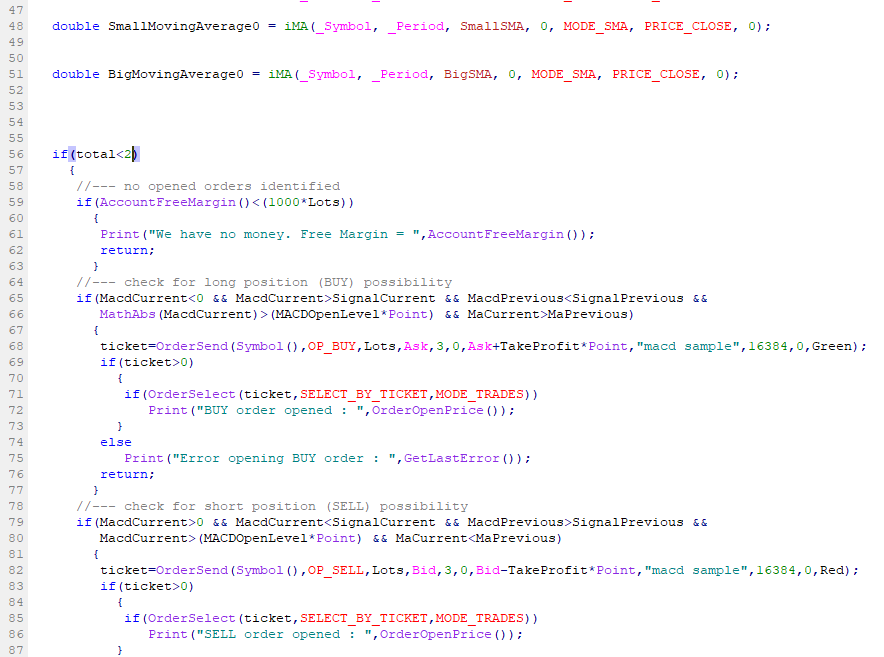 47
48 double SmallMovingAverage0 = iMA(_Symbol, _Period, SmallSMA, 0, MODE_SMA, PRICE_CLOSE, 0);
49
50
51 double BigMovingAverage0 = iMA(_Symbol, _Period, BigSMA, 0, MODE_SMA, PRICE_CLOSE, 0);
52
53
54
55
56 if(total<2)
57 {
58 //--- no opened orders identified
59 if(AccountFreeMargin()<(1000*Lots))
60 {
61 Print("We have no money. Free Margin = ",AccountFreeMargin());
62 return;
63 }
64 //--- check for long position (BUY) possibility
65 if(MacdCurrent<0 && MacdCurrent>SignalCurrent && MacdPrevious<SignalPrevious &&
66 MathAbs(MacdCurrent)>(MACDOpenLevel*Point) && MaCurrent>MaPrevious)
67 {
68 ticket=OrderSend(Symbol(),OP_BUY,Lots,Ask,3,0,Ask+TakeProfit*Point,"macd sample",16384,0,Green);
69 if(ticket>0)
70 {
71 if(OrderSelect(ticket,SELECT_BY_TICKET,MODE_TRADES))
72 Print("BUY order opened : ",OrderOpenPrice());
73 }
74 else
75 Print("Error opening BUY order : ",GetLastError());
76 return;
77 }
78 //--- check for short position (SELL) possibility
79 if(MacdCurrent>0 && MacdCurrent<SignalCurrent && MacdPrevious>SignalPrevious &&
80 MacdCurrent>(MACDOpenLevel*Point) && MaCurrent<MaPrevious)
81 {
82 ticket=OrderSend(Symbol(),OP_SELL,Lots,Bid,3,0,Bid-TakeProfit*Point,"macd sample",16384,0,Red);
83 if(ticket>0)
84 {
85 if(OrderSelect(ticket,SELECT_BY_TICKET,MODE_TRADES))
86 Print("SELL order opened : ",OrderOpenPrice());
87 }